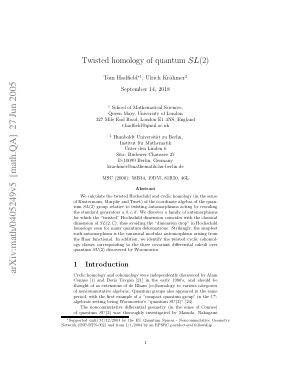 Twisted homology of quantum SL(2)
Tom Hadfield*¹, Ulrich Krähmer²
September 14, 2018
¹ School of Mathematical Sciences,
Queen Mary, University of London
327 Mile End Road, London E1 4NS, England
t.hadfield@qmul.ac.uk
² Humboldt Universität zu Berlin,
Institut für Mathematik
Unter den Linden 6
Sitz: Rudower Chaussee 25
D-10099 Berlin, Germany
kraehmer@mathematik.hu-berlin.de
MSC (2000): 58B34, 19D55, 81R50, 46L
Abstract
We calculate the twisted Hochschild and cyclic homology (in the sense
of Kustermans, Murphy and Tuset) of the coordinate algebra of the quan-
tum SL(2) group relative to twisting automorphisms acting by rescaling
the standard generators a, b, c, d. We discover a family of automorphisms
for which the "twisted" Hochschild dimension coincides with the classical
dimension of SL(2, ℂ), thus avoiding the "dimension drop" in Hochschild
homology seen for many quantum deformations. Strikingly, the simplest
such automorphism is the canonical modular automorphism arising from
the Haar functional. In addition, we identify the twisted cyclic cohomol-
ogy classes corresponding to the three covariant differential calculi over
quantum SU(2) discovered by Woronowicz.
1 Introduction
Cyclic homology and cohomology were independently discovered by Alain
Connes [1] and Boris Tsygan [21] in the early 1980's, and should be
thought of as extensions of de Rham (co)homology to various categories
of noncommutative algebras. Quantum groups also appeared in the same
period, with the first example of a "compact quantum group" in the C*-
algebraic setting being Woronowicz's "quantum SU(2)" [24].
The noncommutative differential geometry (in the sense of Connes)
of quantum SU(2) was thoroughly investigated by Masuda, Nakagami
*Supported until 31/12/2003 by the EU Quantum Spaces - Noncommutative Geometry
Network (INP-RTN-002) and from 1/1/2004 by an EPSRC postdoctoral fellowship
1
arXiv:math/0405249v5 [math.QA] 27 Jun 2005